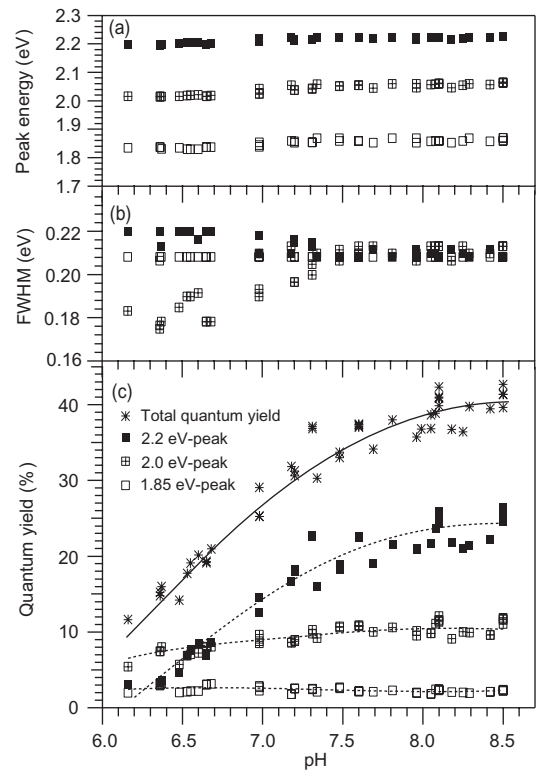 (a)
Peak energy (eV)
2.3
2.2
2.1
2.0
1.9
1.8
1.7
(b)
FWHM (eV)
0.22
0.20
0.18
0.16
(c)
Quantum yield (%)
40
30
20
10
0
Total quantum yield
2.2 eV-peak
2.0 eV-peak
1.85 eV-peak
6.0 6.5 7.0 7.5 8.0 8.5
pH